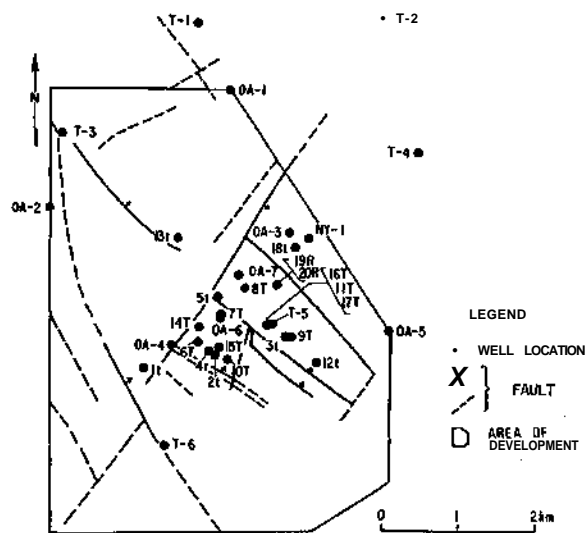 T-1
T-2
N
OA-1
T-3
T-4
OA-2
13t
OA-3
NY-1
18t
19R
20R
16T
11T
17T
OA-7
8T
5t
7T
T-5
14T
OA-6
OA-5
OA-4
6T
15T
3t
9T
4t
2t
10T
12t
1t
T-6
LEGEND
WELL LOCATION
X
FAULT
AREA OF
DEVELOPMENT
0 1 2km